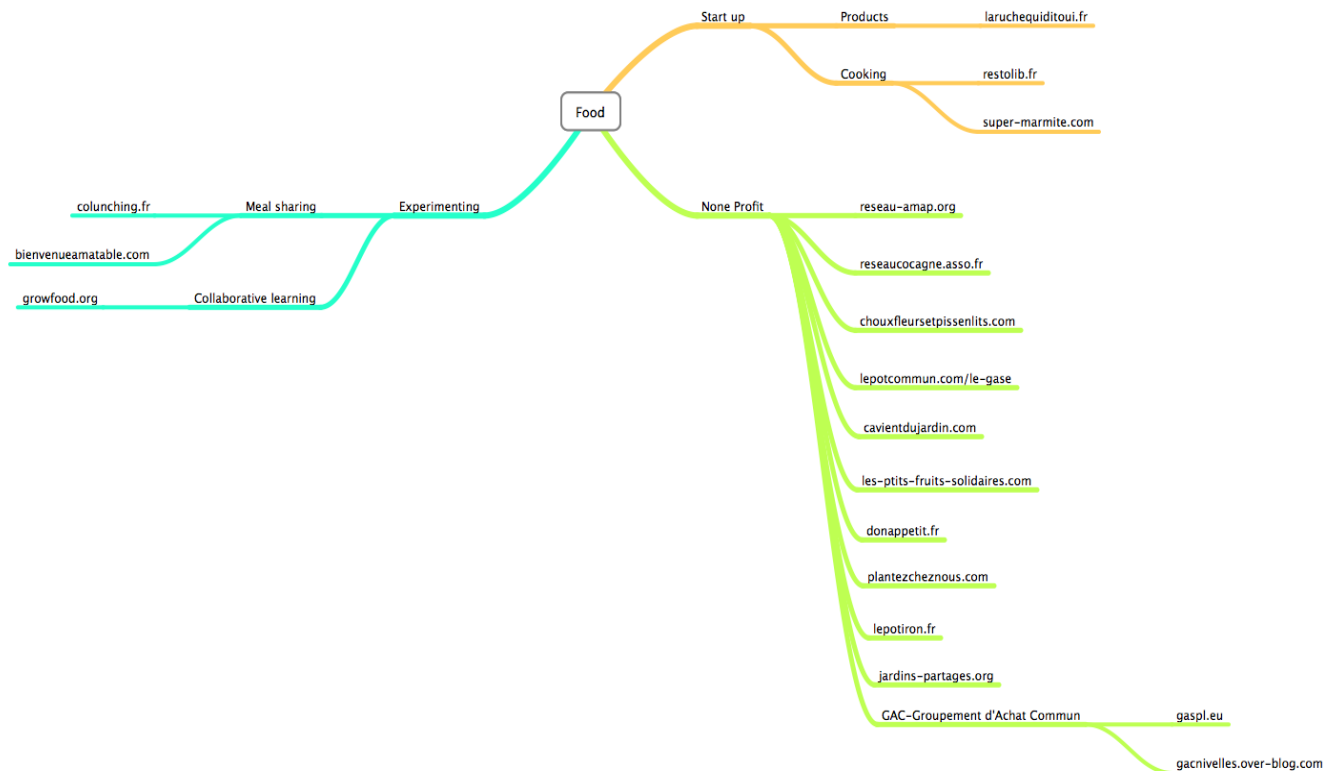 Food
Start up
Products
laruchequiditoui.fr
Cooking
restolib.fr
super-marmite.com
None Profit
reseau-amap.org
reseaucocagne.asso.fr
chouxfleursetpissenlits.com
lepotcommun.com/le-gase
cavientdujardin.com
les-ptits-fruits-solidaires.com
donappetit.fr
plantezcheznous.com
lepotiron.fr
jardins-partages.org
GAC-Groupement d'Achat Commun
gaspl.eu
gacnivelles.over-blog.com
Experimenting
Meal sharing
colunching.fr
bienvenueamatable.com
Collaborative learning
growfood.org